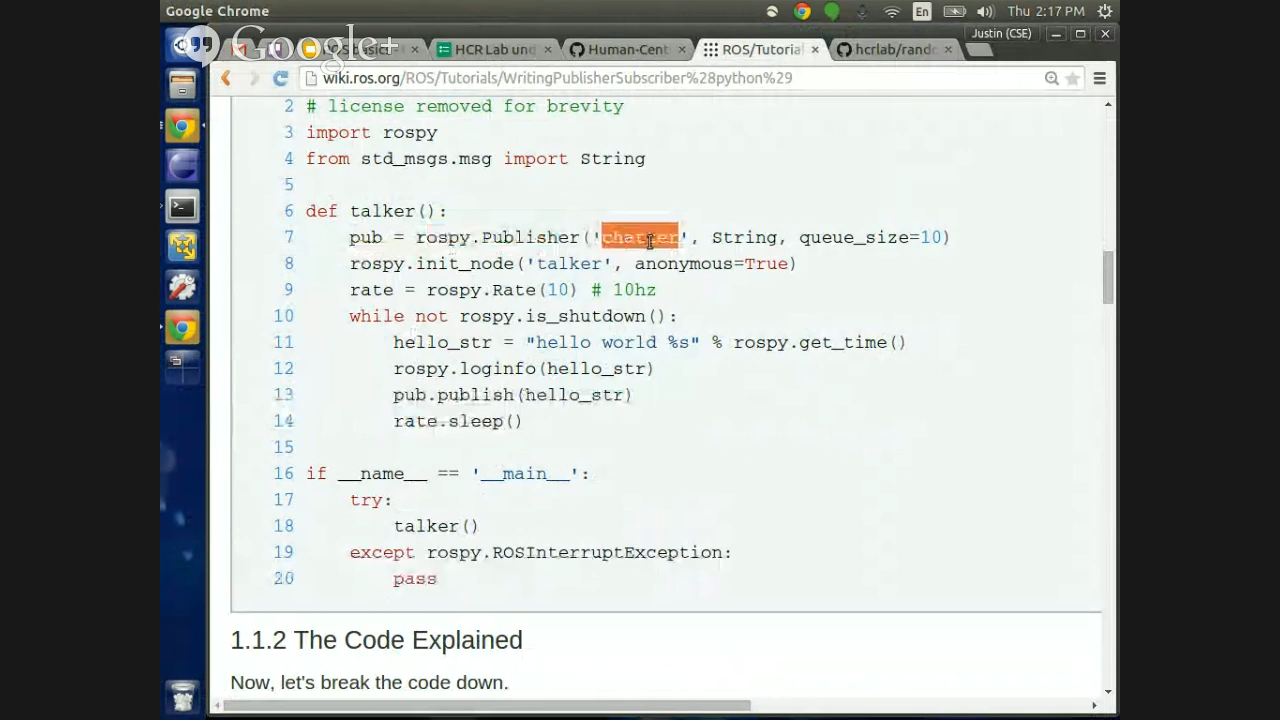 Google Chrome
En
Thu 2:17 PM
Google+
Justin (CSE)
HCR Lab un
Human-Cent
ROS/Tutorial
hcrlab/rand
wiki.ros.org/ROS/Tutorials/WritingPublisherSubscriber%28python%29
2 # license removed for brevity
3 import rospy
4 from std_msgs.msg import String
5
6 def talker():
7 pub = rospy.Publisher('chatter', String, queue_size=10)
8 rospy.init_node('talker', anonymous=True)
9 rate = rospy.Rate(10) # 10hz
10 while not rospy.is_shutdown():
11 hello_str = "hello world %s" % rospy.get_time()
12 rospy.loginfo(hello_str)
13 pub.publish(hello_str)
14 rate.sleep()
15
16 if __name__ == '__main__':
17 try:
18 talker()
19 except rospy.ROSInterruptException:
20 pass
1.1.2 The Code Explained
Now, let's break the code down.